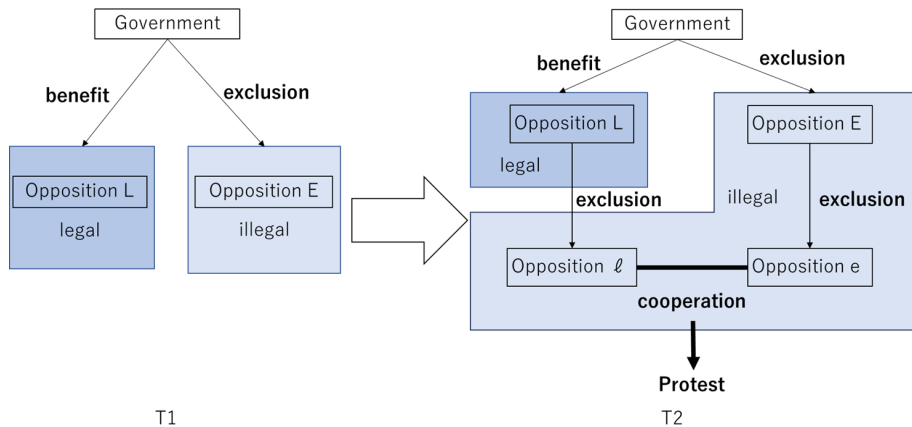 Government
benefit
exclusion
Opposition L
legal
Opposition E
illegal
T1
Government
benefit
exclusion
Opposition L
legal
Opposition E
illegal
exclusion
exclusion
Opposition ℓ
Opposition e
cooperation
Protest
T2